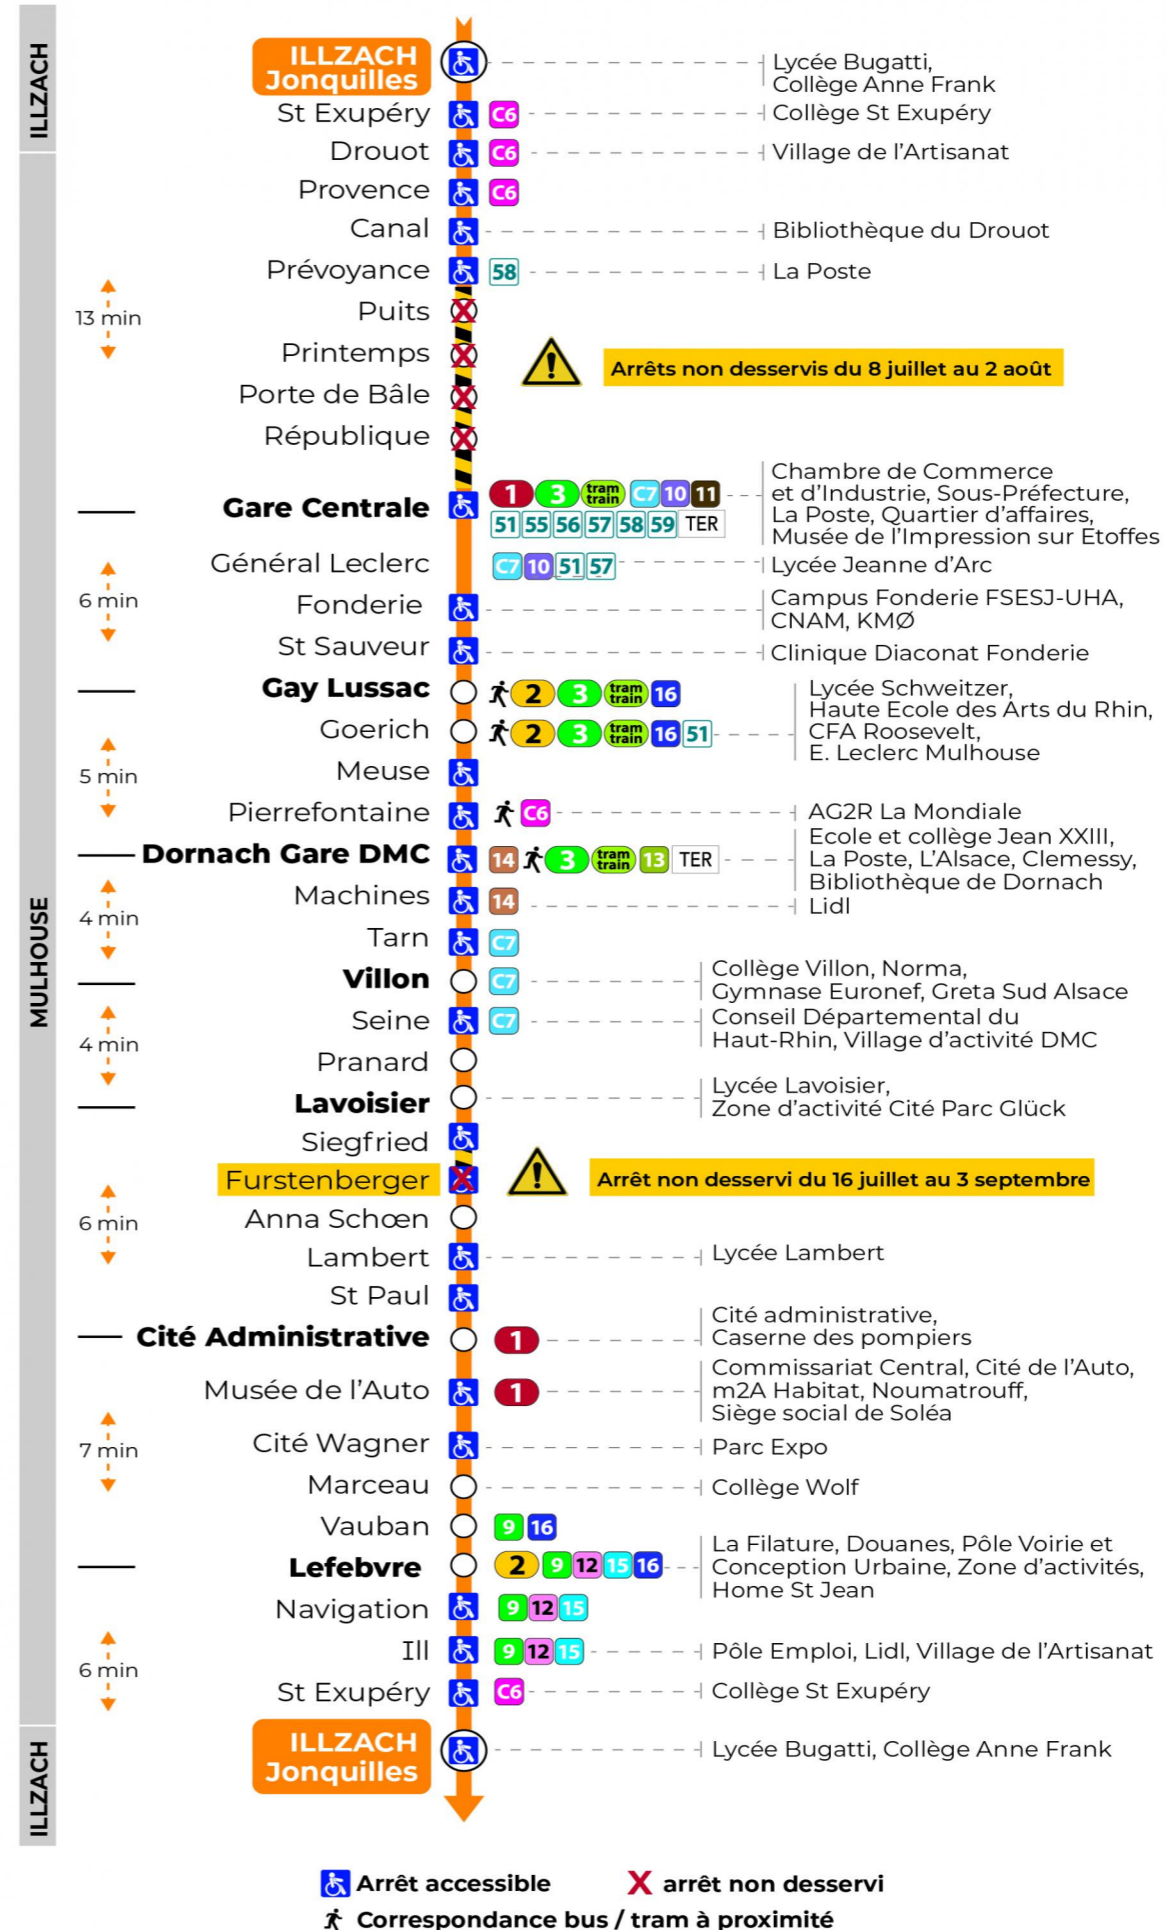 ILLZACH
ILLZACH
Jonquilles
Lycée Bugatti,
Collège Anne Frank
St Exupéry C6 Collège St Exupéry
Drouot C6 Village de l'Artisanat
Provence C6
Canal Bibliothèque du Drouot
Prévoyance 58 La Poste
13 min
Puits
Printemps
Arrêts non desservis du 8 juillet au 2 août
Porte de Bâle
République
Gare Centrale
1 3 tram train C7 10 11
51 55 56 57 58 59 TER
Chambre de Commerce
et d'Industrie, Sous-Préfecture,
La Poste, Quartier d'affaires,
Musée de l'Impression sur Etoffes
Général Leclerc C7 10 51 57 Lycée Jeanne d'Arc
6 min
Fonderie
Campus Fonderie FSESJ-UHA,
CNAM, KMØ
St Sauveur Clinique Diaconat Fonderie
Gay Lussac 2 3 tram train 16
Goerich 2 3 tram train 16 51
Lycée Schweitzer,
Haute Ecole des Arts du Rhin,
CFA Roosevelt,
E. Leclerc Mulhouse
5 min
Meuse
Pierrefontaine C6 AG2R La Mondiale
Dornach Gare DMC 14 3 tram train 13 TER
Ecole et collège Jean XXIII,
La Poste, L'Alsace, Clemessy,
Bibliothèque de Dornach
Machines 14 Lidl
4 min
Tarn C7
MULHOUSE
Villon C7
Collège Villon, Norma,
Gymnase Euronef, Greta Sud Alsace
Seine C7
Conseil Départemental du
Haut-Rhin, Village d'activité DMC
4 min
Pranard
Lavoisier
Lycée Lavoisier,
Zone d'activité Cité Parc Glück
Siegfried
Furstenberger
Arrêt non desservi du 16 juillet au 3 septembre
6 min
Anna Schœn
Lambert Lycée Lambert
St Paul
Cité Administrative 1
Cité administrative,
Caserne des pompiers
Musée de l'Auto 1
Commissariat Central, Cité de l'Auto,
m2A Habitat, Noumatrouff,
Siège social de Soléa
Cité Wagner Parc Expo
7 min
Marceau Collège Wolf
Vauban 9 16
Lefebvre 2 9 12 15 16
La Filature, Douanes, Pôle Voirie et
Conception Urbaine, Zone d'activités,
Home St Jean
Navigation 9 12 15
Ill 9 12 15 Pôle Emploi, Lidl, Village de l'Artisanat
6 min
St Exupéry C6 Collège St Exupéry
ILLZACH
ILLZACH
Jonquilles
Lycée Bugatti, Collège Anne Frank
Arrêt accessible X arrêt non desservi
Correspondance bus / tram à proximité